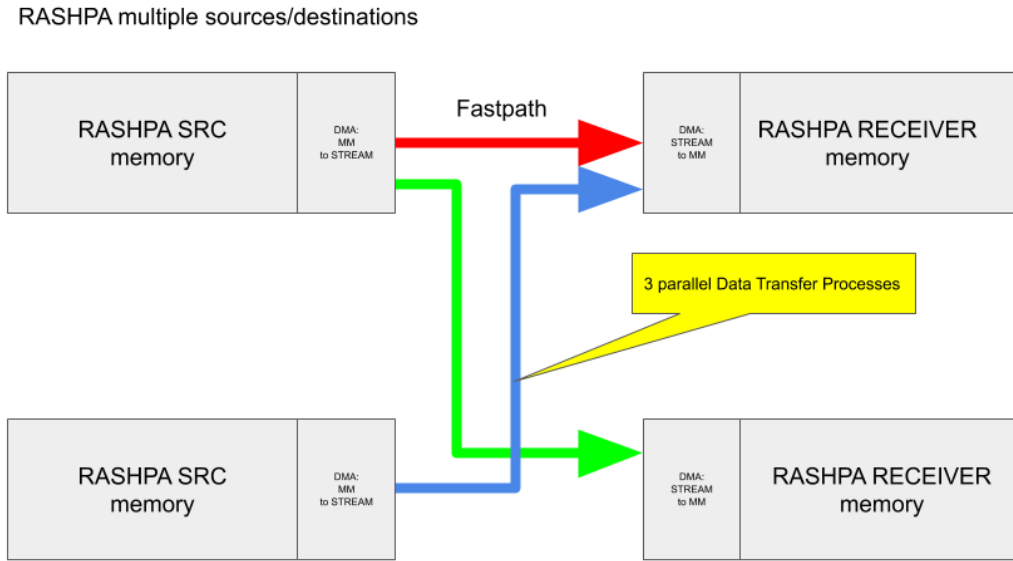 RASHPA multiple sources/destinations
RASHPA SRC
memory
DMA:
MM
to STREAM
Fastpath
DMA:
STREAM
to MM
RASHPA RECEIVER
memory
3 parallel Data Transfer Processes
RASHPA SRC
memory
DMA:
MM
to STREAM
DMA:
STREAM
to MM
RASHPA RECEIVER
memory